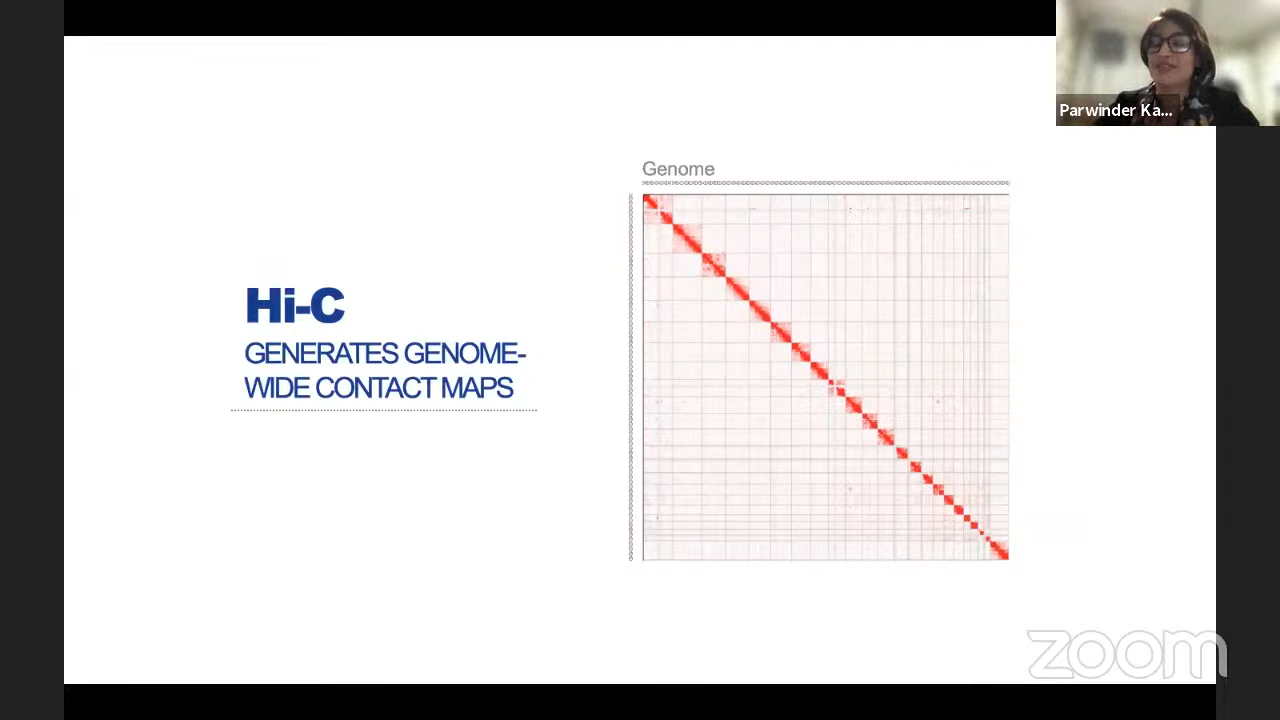 Parwinder Ka...
Genome
Hi-C
GENERATES GENOME-
WIDE CONTACT MAPS
zoom